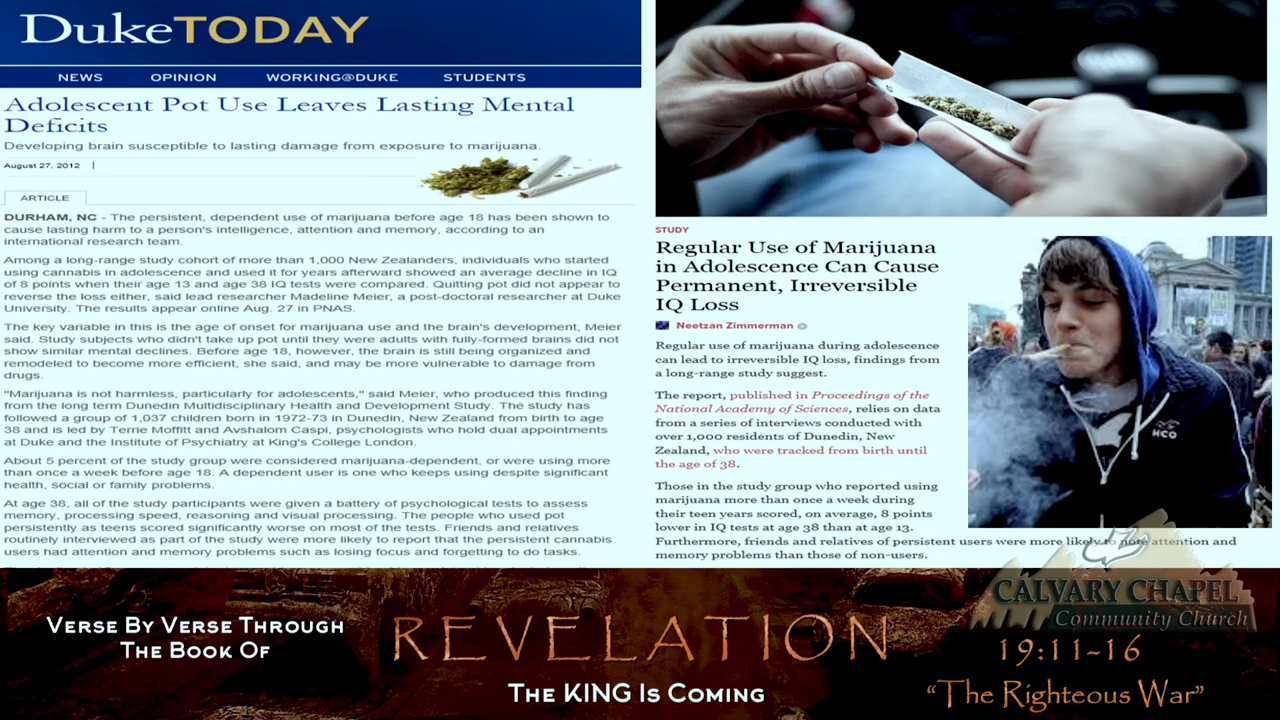 DukeTODAY
NEWS OPINION WORKING@DUKE STUDENTS
Adolescent Pot Use Leaves Lasting Mental
Deficits
Developing brain susceptible to lasting damage from exposure to marijuana.
August 27, 2012 |
ARTICLE
DURHAM, NC - The persistent, dependent use of marijuana before age 18 has been shown to
cause lasting harm to a person's intelligence, attention and memory, according to an
international research team.
Among a long-range study cohort of more than 1,000 New Zealanders, individuals who started
using cannabis in adolescence and used it for years afterward showed an average decline in IQ
of 8 points when their age 13 and age 38 IQ tests were compared. Quitting pot did not appear to
reverse the loss either, said lead researcher Madeline Meier, a post-doctoral researcher at Duke
University. The results appear online Aug. 27 in PNAS.
The key variable in this is the age of onset for marijuana use and the brain's development, Meier
said. Study subjects who didn't take up pot until they were adults with fully-formed brains did not
show similar mental declines. Before age 18, however, the brain is still being organized and
remodeled to become more efficient, she said, and may be more vulnerable to damage from
drugs.
"Marijuana is not harmless, particularly for adolescents," said Meier, who produced this finding
from the long term Dunedin Multidisciplinary Health and Development Study. The study has
followed a group of 1,037 children born in 1972-73 in Dunedin, New Zealand from birth to age
38 and is led by Terrie Moffitt and Avshalom Caspi, psychologists who hold dual appointments
at Duke and the Institute of Psychiatry at King's College London.
About 5 percent of the study group were considered marijuana-dependent, or were using more
than once a week before age 18. A dependent user is one who keeps using despite significant
health, social or family problems.
At age 38, all of the study participants were given a battery of psychological tests to assess
memory, processing speed, reasoning and visual processing. The people who used pot
persistently as teens scored significantly worse on most of the tests. Friends and relatives
routinely interviewed as part of the study were more likely to report that the persistent cannabis
users had attention and memory problems such as losing focus and forgetting to do tasks.
STUDY
Regular Use of Marijuana
in Adolescence Can Cause
Permanent, Irreversible
IQ Loss
Neetzan Zimmerman
Regular use of marijuana during adolescence
can lead to irreversible IQ loss, findings from
a long-range study suggest.
The report, published in Proceedings of the
National Academy of Sciences, relies on data
from a series of interviews conducted with
over 1,000 residents of Dunedin, New
Zealand, who were tracked from birth until
the age of 38.
Those in the study group who reported using
marijuana more than once a week during
their teen years scored, on average, 8 points
lower in IQ tests at age 38 than at age 13.
Furthermore, friends and relatives of persistent users were more likely to note attention and
memory problems than those of non-users.
HCO
CALVARY CHAPEL
Community Church
VERSE BY VERSE THROUGH
THE BOOK OF
REVELATION
THE KING IS COMING
19:11-16
"The Righteous War"